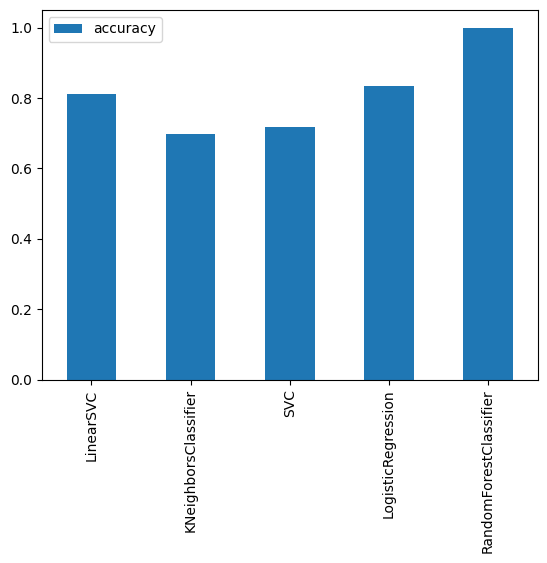 accuracy
1.0
0.8
0.6
0.4
0.2
0.0
LinearSVC
KNeighborsClassifier
SVC
LogisticRegression
RandomForestClassifier